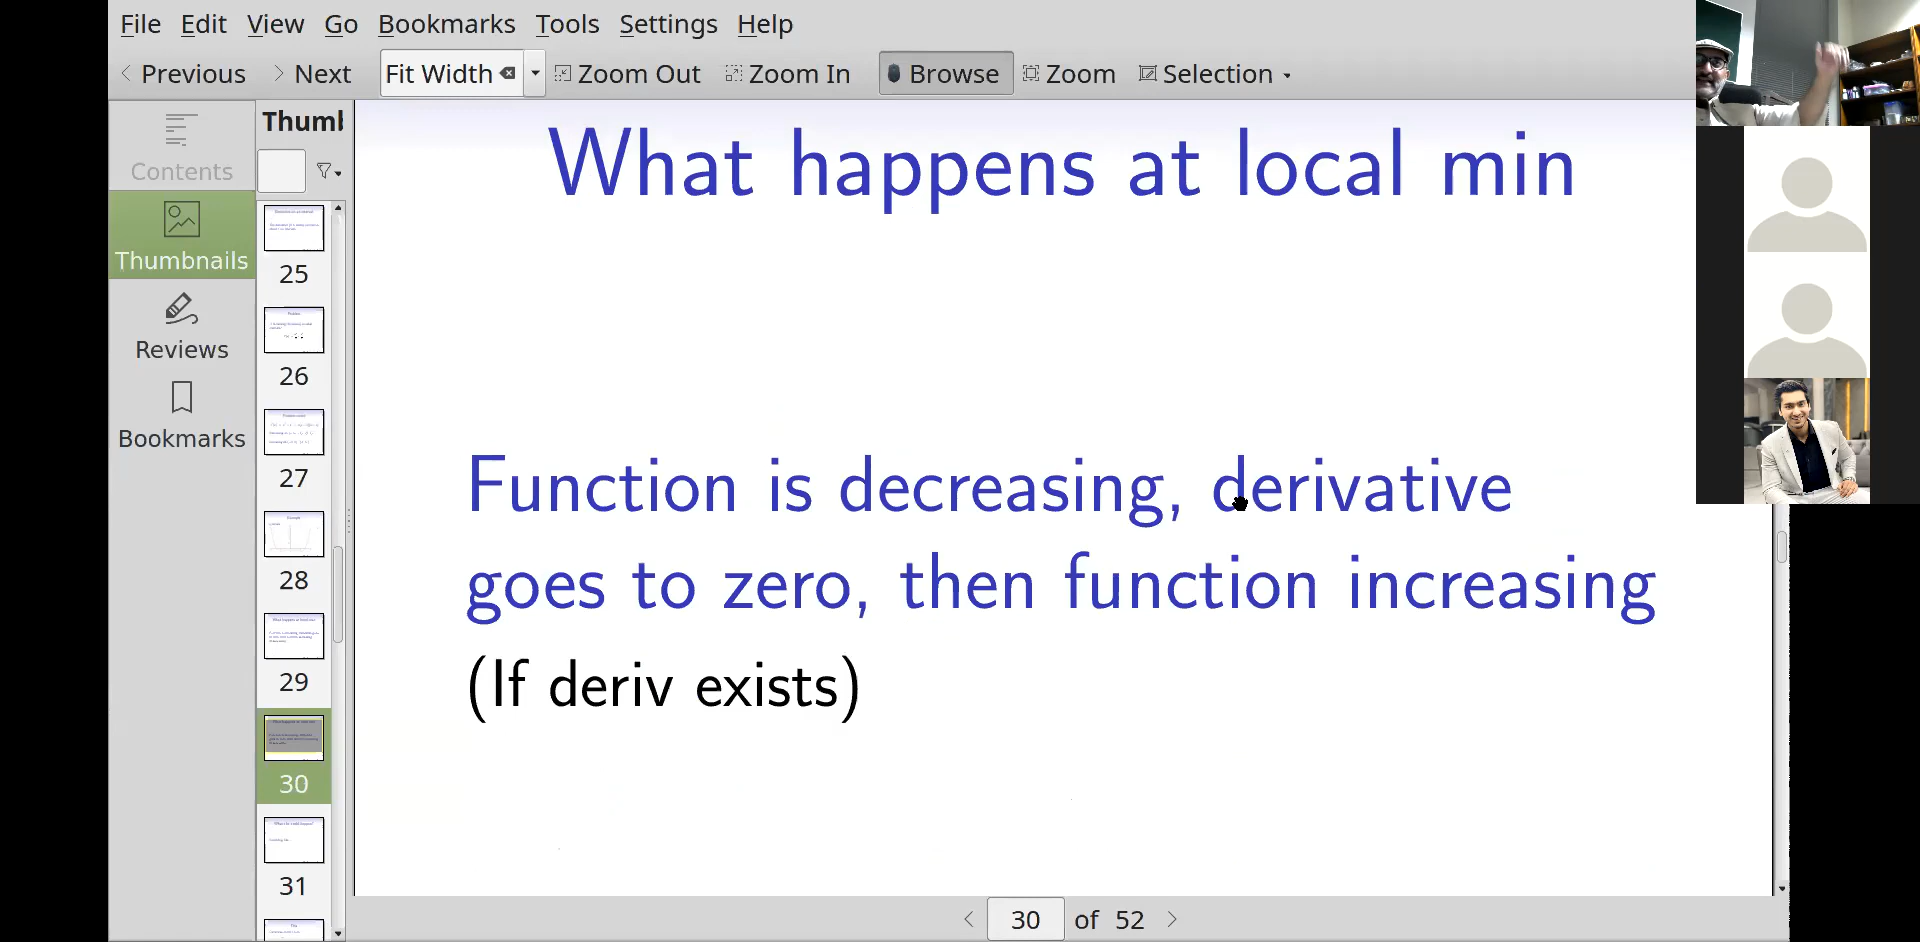 File Edit View Go Bookmarks Tools Settings Help
Previous Next Fit Width Zoom Out Zoom In Browse Zoom Selection
Contents
Thumbnails
Reviews
Bookmarks
Thumb
25
26
27
28
29
30
31
What happens at local min
Function is decreasing, derivative
goes to zero, then function increasing
(If deriv exists)
30 of 52